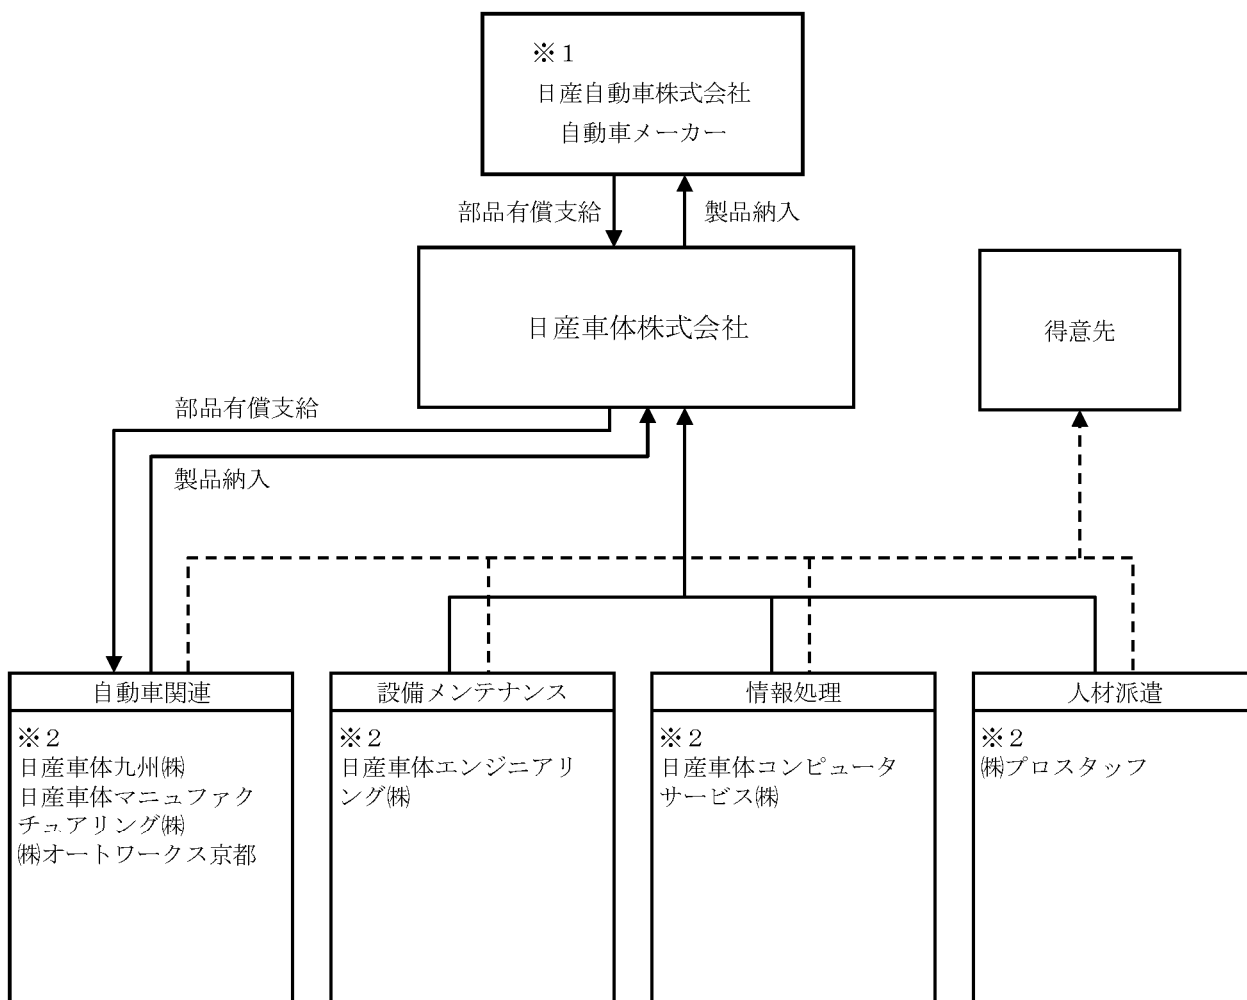 ※１
日産自動車株式会社
自動車メーカー
部品有償支給
製品納入
日産車体株式会社
得意先
部品有償支給
製品納入
自動車関連
※２
日産車体九州㈱
日産車体マニュファク
チュアリング㈱
㈱オートワークス京都
設備メンテナンス
※２
日産車体エンジニアリ
ング㈱
情報処理
※２
日産車体コンピュータ
サービス㈱
人材派遣
※２
㈱プロスタッフ